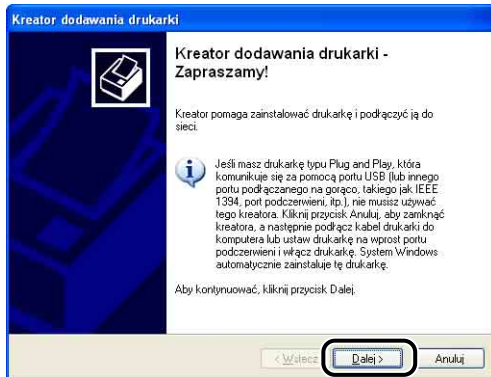 Kreator dodawania drukarki
Kreator dodawania drukarki -
Zapraszamy!
Kreator pomaga zainstalować drukarkę i podłączyć ją do
sieci.
Jeśli masz drukarkę typu Plug and Play, która
komunikuje się za pomocą portu USB (lub innego
portu podłączanego na gorąco, takiego jak IEEE
1394, port podczerwieni, itp.), nie musisz używać
tego kreatora. Kliknij przycisk Anuluj, aby zamknąć
kreatora, a następnie podłącz kabel drukarki do
komputera lub ustaw drukarkę na wprost portu
podczerwieni i włącz drukarkę. System Windows
automatycznie zainstaluje tę drukarkę.
Aby kontynuować, kliknij przycisk Dalej.
< Wstecz Dalej > Anuluj